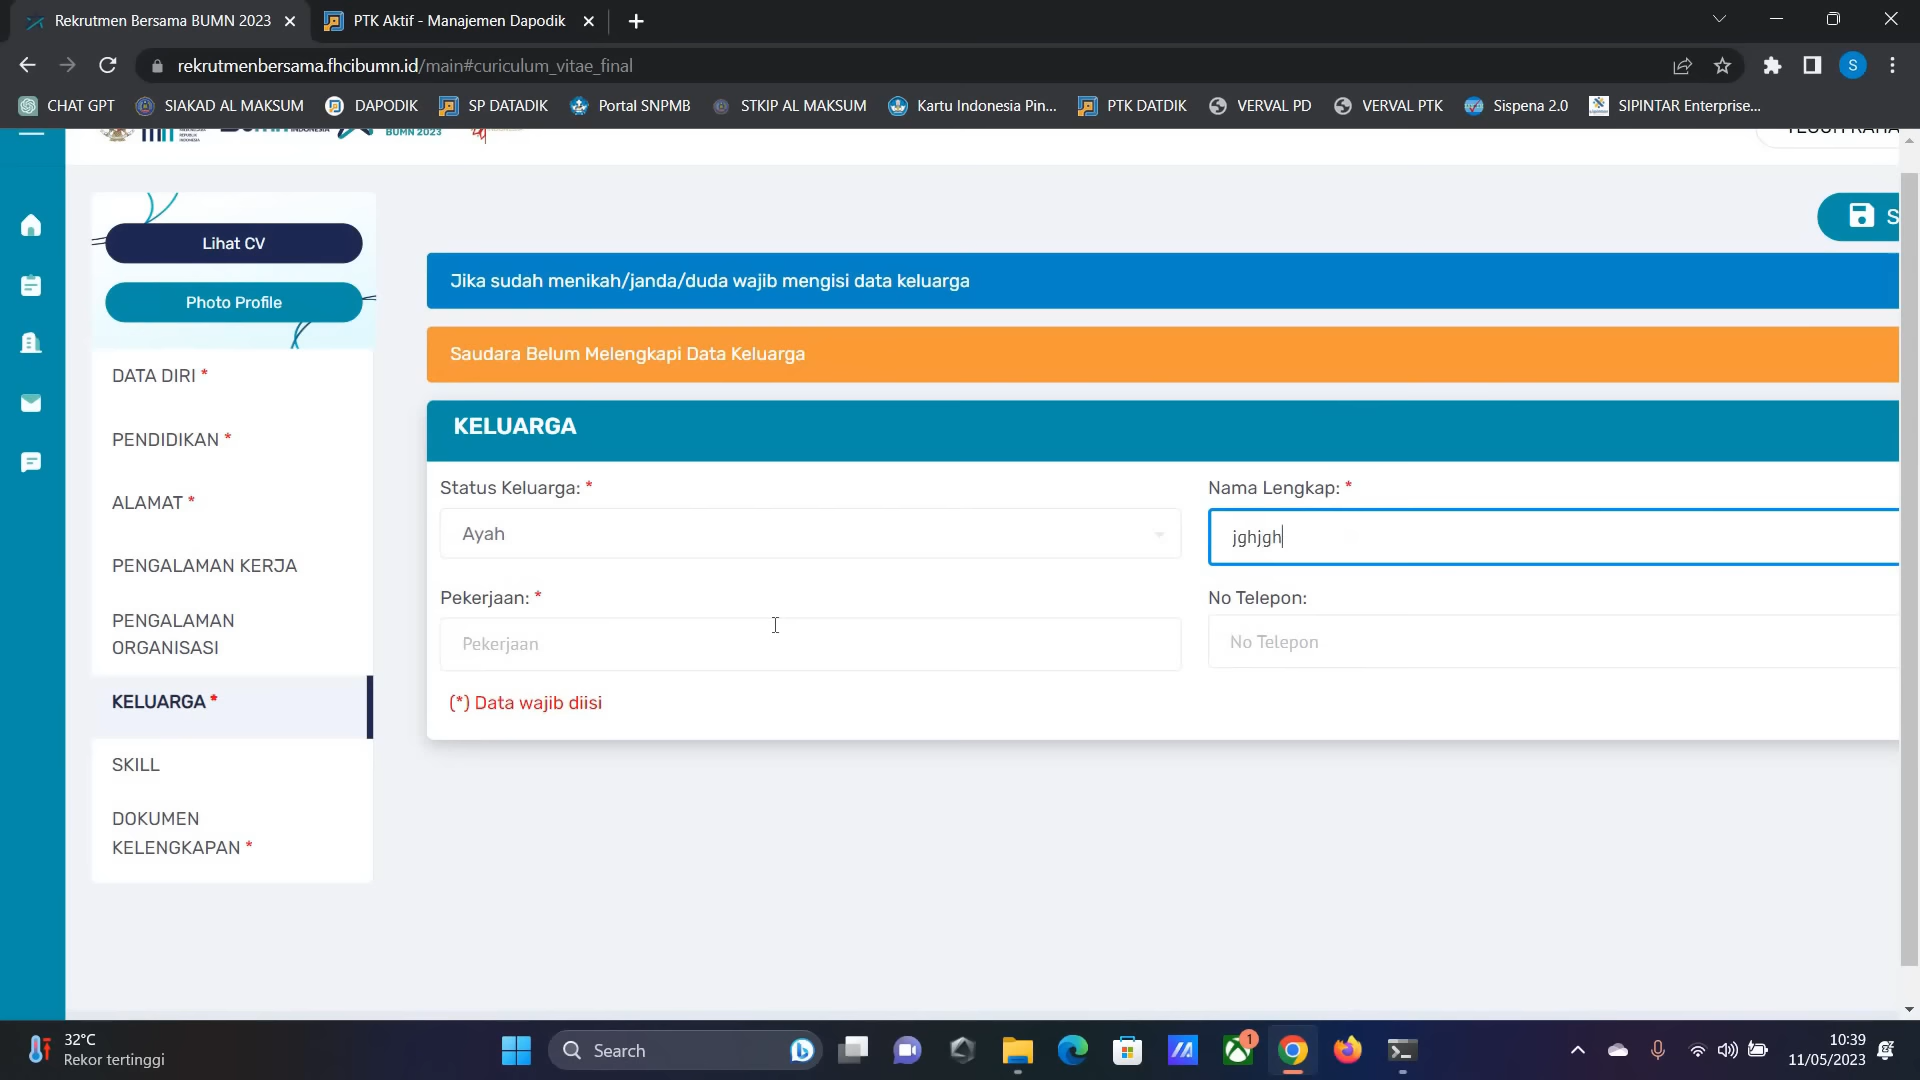 Rekrutmen Bersama BUMN 2023
PTK Aktif - Manajemen Dapodik
rekrutmenbersama.fhcibumn.id/main#curiculum_vitae_final
S
CHAT GPT
SIAKAD AL MAKSUM
DAPODIK
SP DATADIK
Portal SNPMB
STKIP AL MAKSUM
Kartu Indonesia Pin...
PTK DATDIK
VERVAL PD
VERVAL PTK
Sispena 2.0
SIPINTAR Enterprise...
BUMN 2023
Lihat CV
Photo Profile
S
Jika sudah menikah/janda/duda wajib mengisi data keluarga
Saudara Belum Melengkapi Data Keluarga
DATA DIRI *
PENDIDIKAN *
ALAMAT *
PENGALAMAN KERJA
PENGALAMAN
ORGANISASI
KELUARGA *
SKILL
DOKUMEN
KELENGKAPAN *
KELUARGA
Status Keluarga: *
Nama Lengkap: *
Ayah
jghjgh
Pekerjaan: *
No Telepon:
Pekerjaan
No Telepon
(*) Data wajib diisi
32°C
Rekor tertinggi
Search
1
10:39
11/05/2023